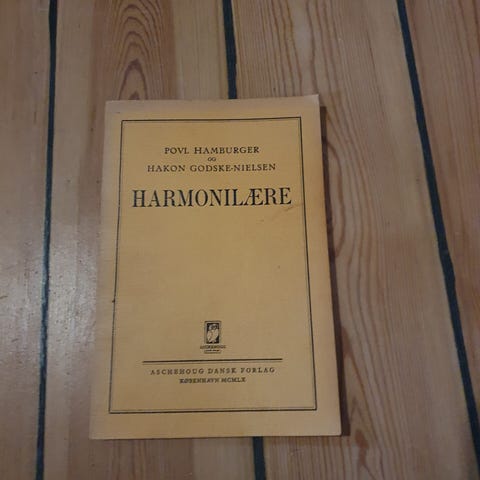 POVL HAMBURGER
OG
HAKON GODSKE-NIELSEN
HARMONILÆRE
ASCHEHOUG DANSK FORLAG
KØBENHAVN MCMLX